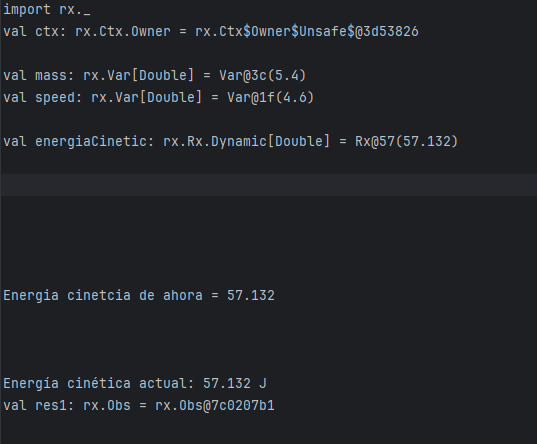 import rx._
val ctx: rx.Ctx.Owner = rx.Ctx$Owner$Unsafe$@3d53826
val mass: rx.Var[Double] = Var@3c(5.4)
val speed: rx.Var[Double] = Var@1f(4.6)
val energiaCinetic: rx.Rx.Dynamic[Double] = Rx@57(57.132)
Energia cinetcia de ahora = 57.132
Energía cinética actual: 57.132 J
val res1: rx.Obs = rx.Obs@7c0207b1